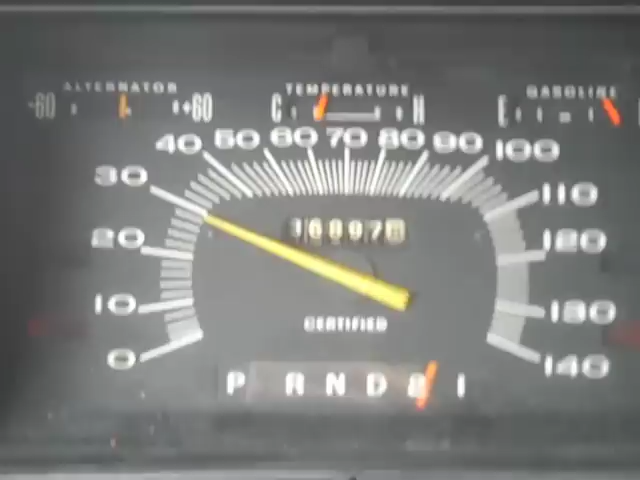 ALTERNATOR TEMPERATURE GASOLINE
-60 +60 C H E
40 50 60 70 80 90 100
30 110
20 120
10 130
CERTIFIED
0 140
P R N D 1